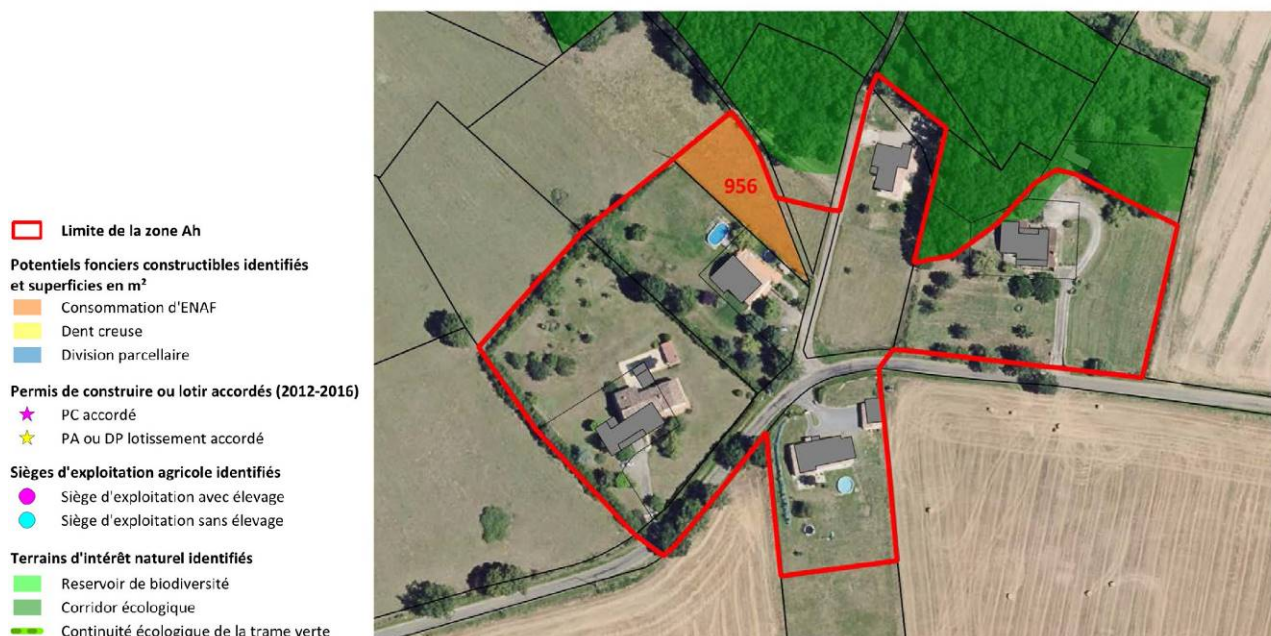 Limite de la zone Ah
Potentiels fonciers constructibles identifiés
et superficies en m²
Consommation d'ENAF
Dent creuse
Division parcellaire
Permis de construire ou lotir accordés (2012-2016)
PC accordé
PA ou DP lotissement accordé
Sièges d'exploitation agricole identifiés
Siège d'exploitation avec élevage
Siège d'exploitation sans élevage
Terrains d'intérêt naturel identifiés
Reservoir de biodiversité
Corridor écologique
Continuité écologique de la trame verte
956